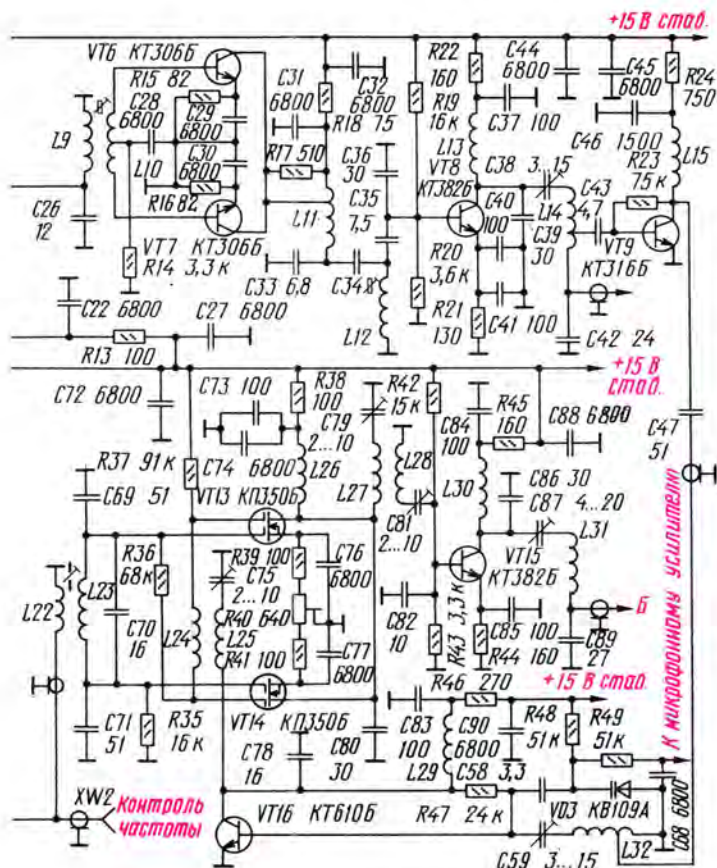 +15 В стаб.
VT6 КТ306Б
R15 82
C28
6800
C29
6800
C30
6800
L9
L10
R16 82
VT7 КТ306Б
R14 3,3 к
C26
12
C31
6800
C32
6800
R18 75
R17 510
L11
C36
30
C35
7,5
C33 6,8
C34
L12
R22
160
R19
16 к
L13
VT8
КТ382Б
C44
6800
C37 100
C38 3...15
C40
100
C39
30
R20
3,6 к
R21
130
C41 100
L14
C43
4,7
C45
6800
C46
1500
R23
75 к
R24
750
L15
VT9
КТ316Б
C42 24
C22 6800
C27
6800
R13 100
+15 В
стаб.
C72 6800
C73 100
C74
6800
R38
100
C79
2...10
R42
15 к
C84
100
R45
160
C88 6800
C47
51
R37 91 к
C69 51
VT13 КП350Б
L26
L27
L28
C81
2...10
L30
C86 30
C87 4...20
L31
VT15
КТ382Б
R36
68 к
L22
L23
C70
16
L24
L25
R39 100
C75
2...10
R40 640
R41 100
C76
6800
C77
6800
C82
10
R43 3,3 к
C85 100
R44 160
C89
27
Б
К микрофонному усилителю
C71
51
R35
16 к
VT14 КП350Б
C78
16
C80
30
+15 В стаб.
R46 270
C83
100
L29
C90
6800
R48
51 к
R49
51 к
C58 3,3
R47 24 к
VD3 КВ109А
C68 6800
L32
C59 3...15
VT16 КТ610Б
XW2
Контроль
частоты